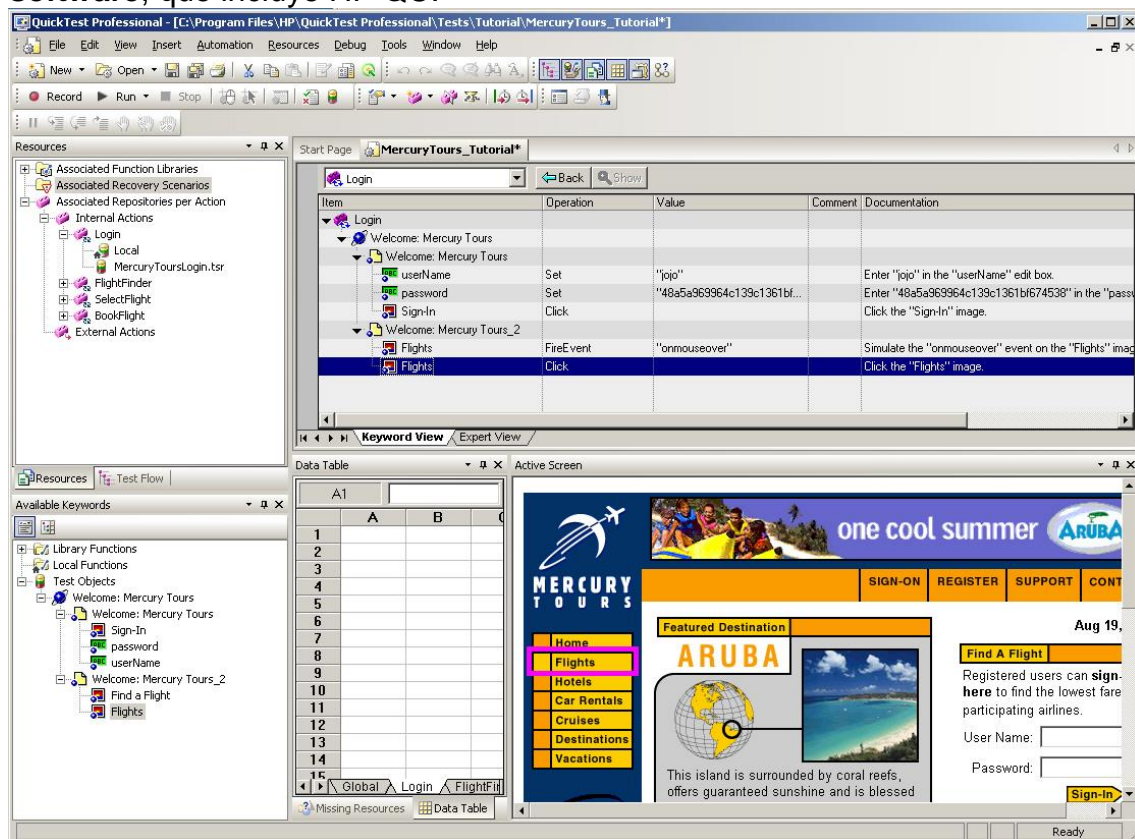 QuickTest Professional - [C:\Program Files\HP\QuickTest Professional\Tests\Tutorial\MercuryTours_Tutorial*]
File Edit View Insert Automation Resources Debug Tools Window Help
New Open
Record Run Stop
Resources
Associated Function Libraries
Associated Recovery Scenarios
Associated Repositories per Action
Internal Actions
Login
Local
MercuryToursLogin.tsr
FlightFinder
SelectFlight
BookFlight
External Actions
Resources Test Flow
Start Page MercuryTours_Tutorial*
Login Back Show
Item Operation Value Comment Documentation
Login
Welcome: Mercury Tours
Welcome: Mercury Tours
userName Set "jojo" Enter "jojo" in the "userName" edit box.
password Set "48a5a969964c139c1361bf... Enter "48a5a969964c139c1361bf674538" in the "passw
Sign-In Click Click the "Sign-In" image.
Welcome: Mercury Tours_2
Flights FireEvent "onmouseover" Simulate the "onmouseover" event on the "Flights" imag
Flights Click Click the "Flights" image.
Keyword View Expert View
Available Keywords
Library Functions
Local Functions
Test Objects
Welcome: Mercury Tours
Welcome: Mercury Tours
Sign-In
password
userName
Welcome: Mercury Tours_2
Find a Flight
Flights
Data Table
A1
A B
1
2
3
4
5
6
7
8
9
10
11
12
13
14
15
Global Login FlightFin
Missing Resources Data Table
Active Screen
one cool summer ARUBA
MERCURY
TOURS
SIGN-ON REGISTER SUPPORT CONT
Home
Flights
Hotels
Car Rentals
Cruises
Destinations
Vacations
Featured Destination
ARUBA
This island is surrounded by coral reefs,
offers guaranteed sunshine and is blessed
Aug 19,
Find A Flight
Registered users can sign-
here to find the lowest fare
participating airlines.
User Name:
Password:
Sign-In
Ready